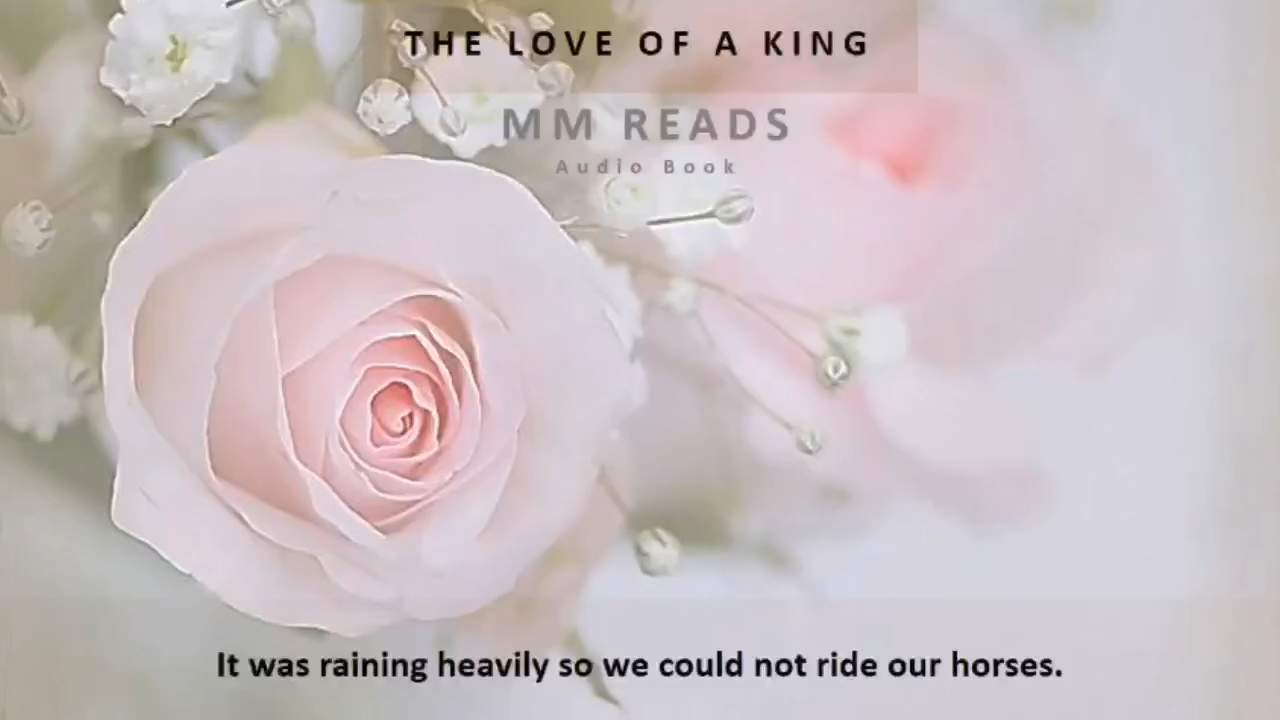 THE LOVE OF A KING
MM READS
Audio Book
It was raining heavily so we could not ride our horses.